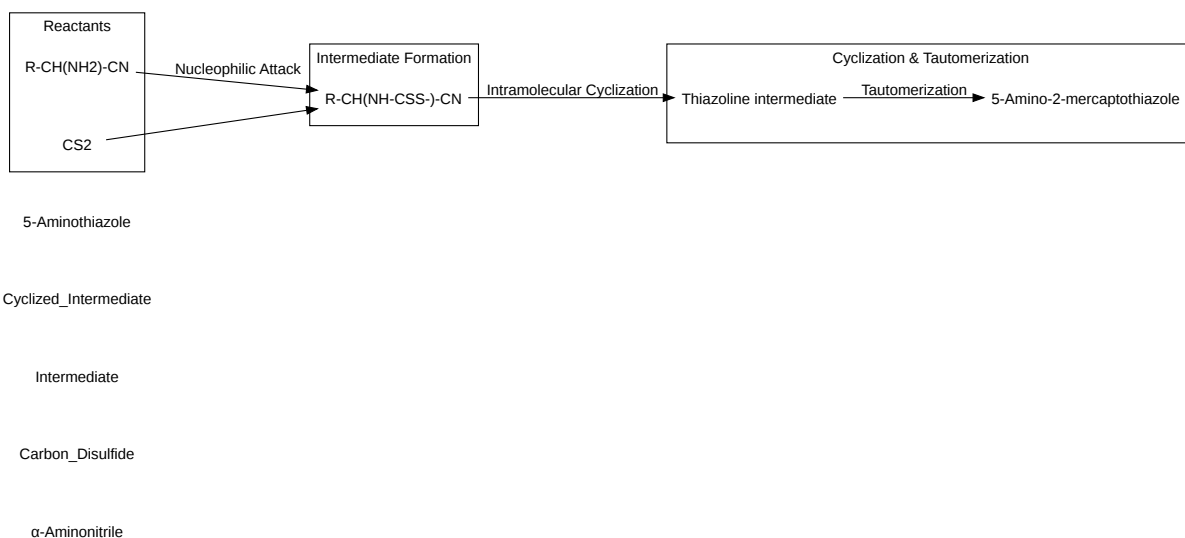 Reactants
R-CH(NH2)-CN
CS2
Nucleophilic Attack
Intermediate Formation
R-CH(NH-CSS-)-CN
Intramolecular Cyclization
Cyclization & Tautomerization
Thiazoline intermediate
Tautomerization
5-Amino-2-mercaptothiazole
5-Aminothiazole
Cyclized_Intermediate
Intermediate
Carbon_Disulfide
α-Aminonitrile